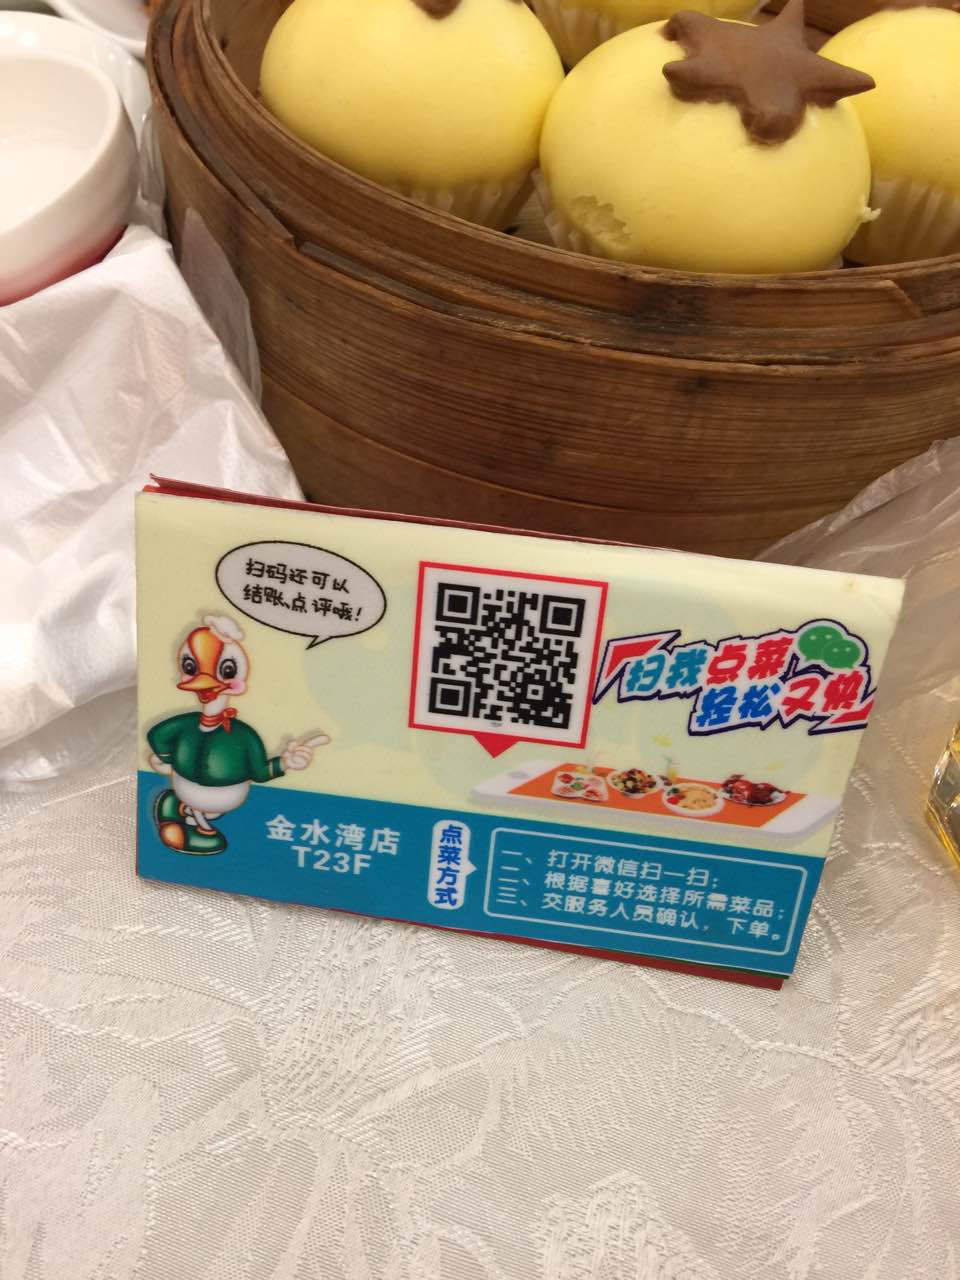 扫码还可以
结账、点评哦!
扫我点菜
轻松又快
金水湾店
T23F
点菜方式
一、打开微信扫一扫;
二、根据喜好选择所需菜品;
三、交服务人员确认,下单。